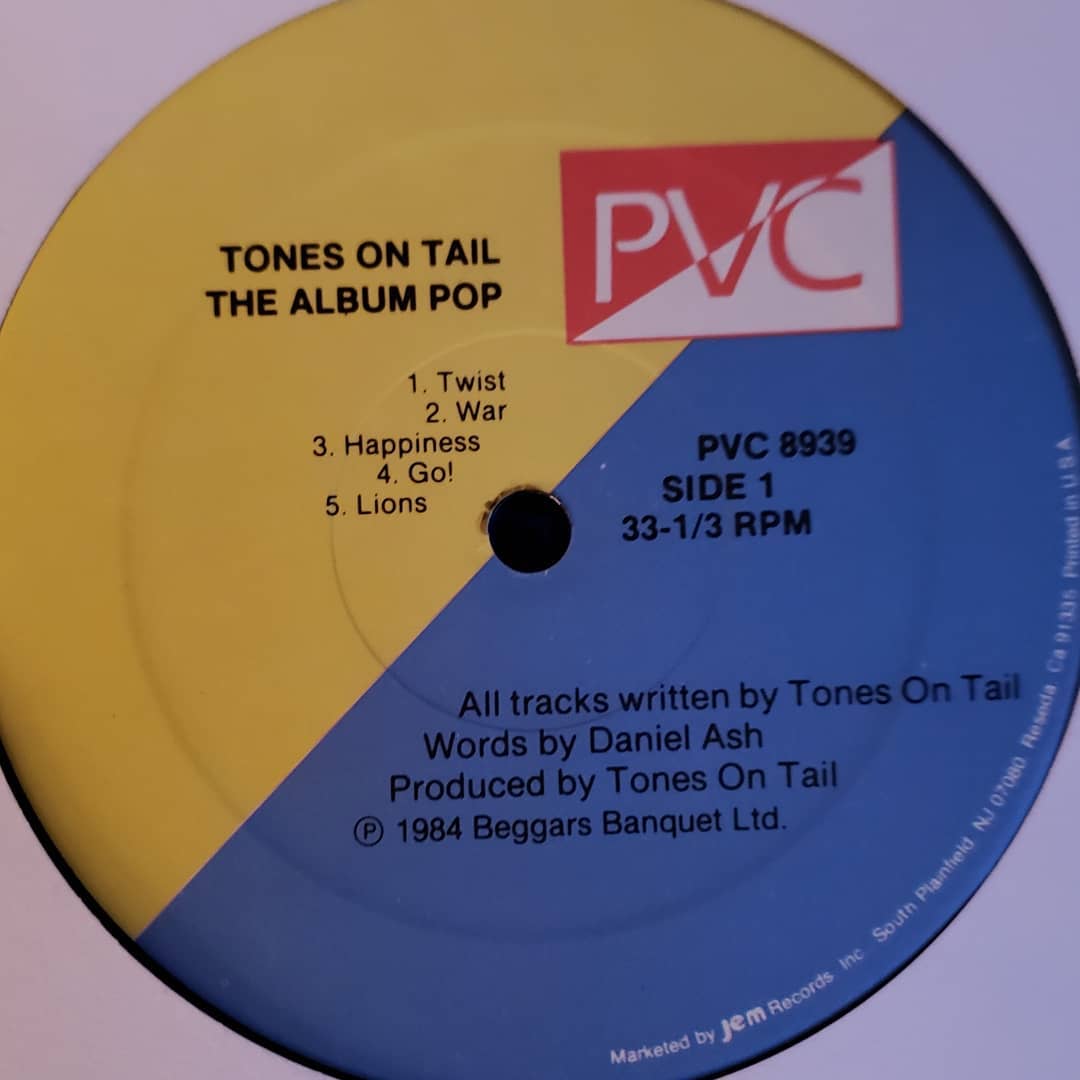 TONES ON TAIL
THE ALBUM POP
PVC
1. Twist
2. War
3. Happiness
4. Go!
5. Lions
PVC 8939
SIDE 1
33-1/3 RPM
All tracks written by Tones On Tail
Words by Daniel Ash
Produced by Tones On Tail
Ⓟ 1984 Beggars Banquet Ltd.
Marketed by jem Records Inc South Plainfield NJ 07080 Reseda Ca 91335 Printed in U.S.A